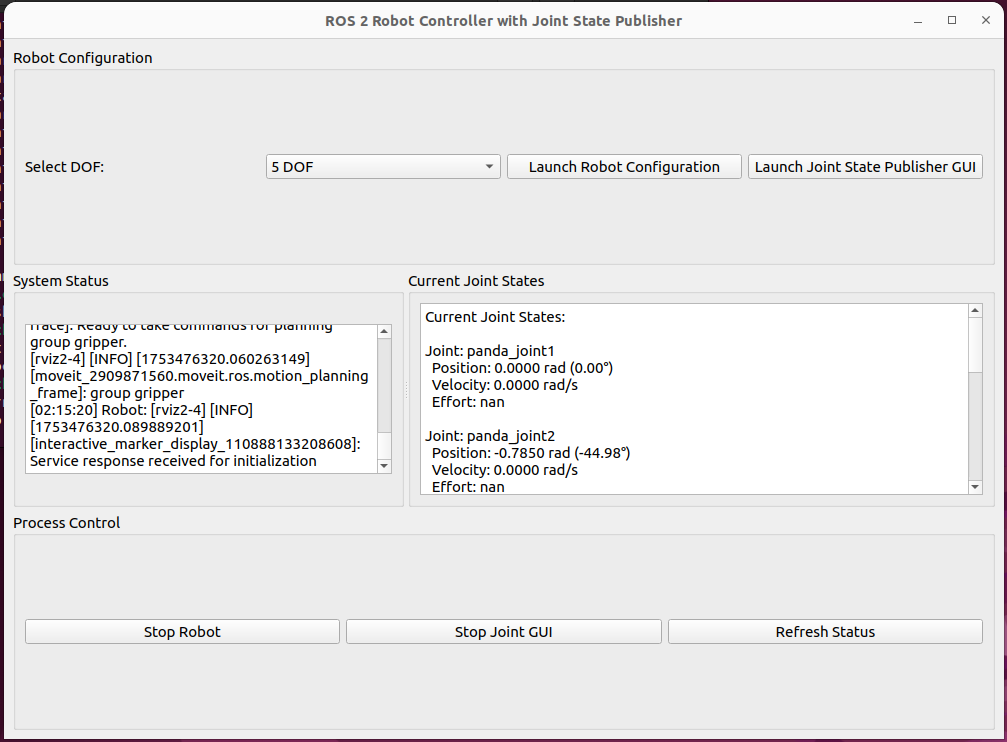 ROS 2 Robot Controller with Joint State Publisher
Robot Configuration
Select DOF:
5 DOF
Launch Robot Configuration
Launch Joint State Publisher GUI
System Status
frame]: Ready to take commands for planning
group gripper.
[rviz2-4] [INFO] [1753476320.060263149]
[moveit_2909871560.moveit.ros.motion_planning
_frame]: group gripper
[02:15:20] Robot: [rviz2-4] [INFO]
[1753476320.089889201]
[interactive_marker_display_110888133208608]:
Service response received for initialization
Current Joint States
Current Joint States:
Joint: panda_joint1
Position: 0.0000 rad (0.00°)
Velocity: 0.0000 rad/s
Effort: nan
Joint: panda_joint2
Position: -0.7850 rad (-44.98°)
Velocity: 0.0000 rad/s
Effort: nan
Process Control
Stop Robot
Stop Joint GUI
Refresh Status